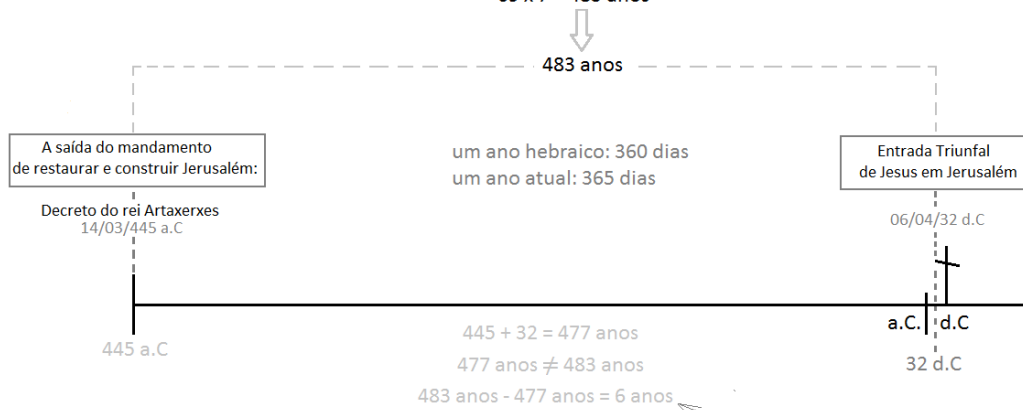 483 anos
A saída do mandamento
de restaurar e construir Jerusalém:
um ano hebraico: 360 dias
um ano atual: 365 dias
Entrada Triunfal
de Jesus em Jerusalém
Decreto do rei Artaxerxes
14/03/445 a.C
06/04/32 d.C
a.C. d.C
445 a.C
445 + 32 = 477 anos
477 anos ≠ 483 anos
32 d.C
483 anos - 477 anos = 6 anos